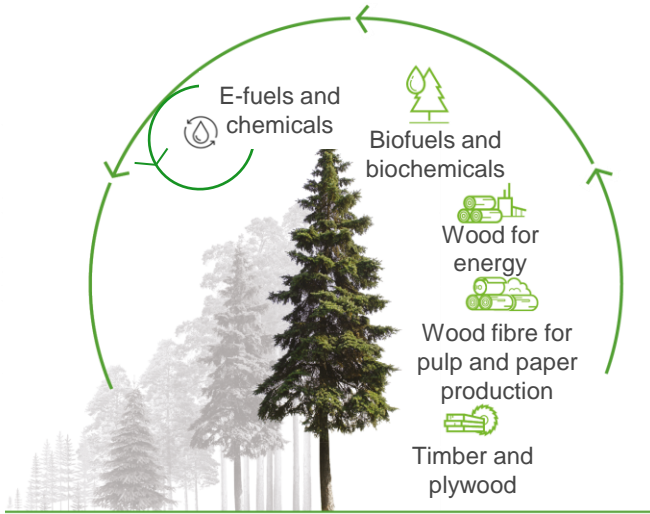 E-fuels and
chemicals
Biofuels and
biochemicals
Wood for
energy
Wood fibre for
pulp and paper
production
Timber and
plywood